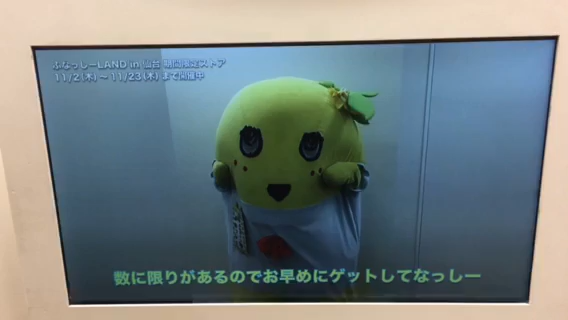 ふなっしーLAND in 仙台 期間限定ストア
11/2(木)～11/23(木)まで開催中
数に限りがあるのでお早めにゲットしてなっしー